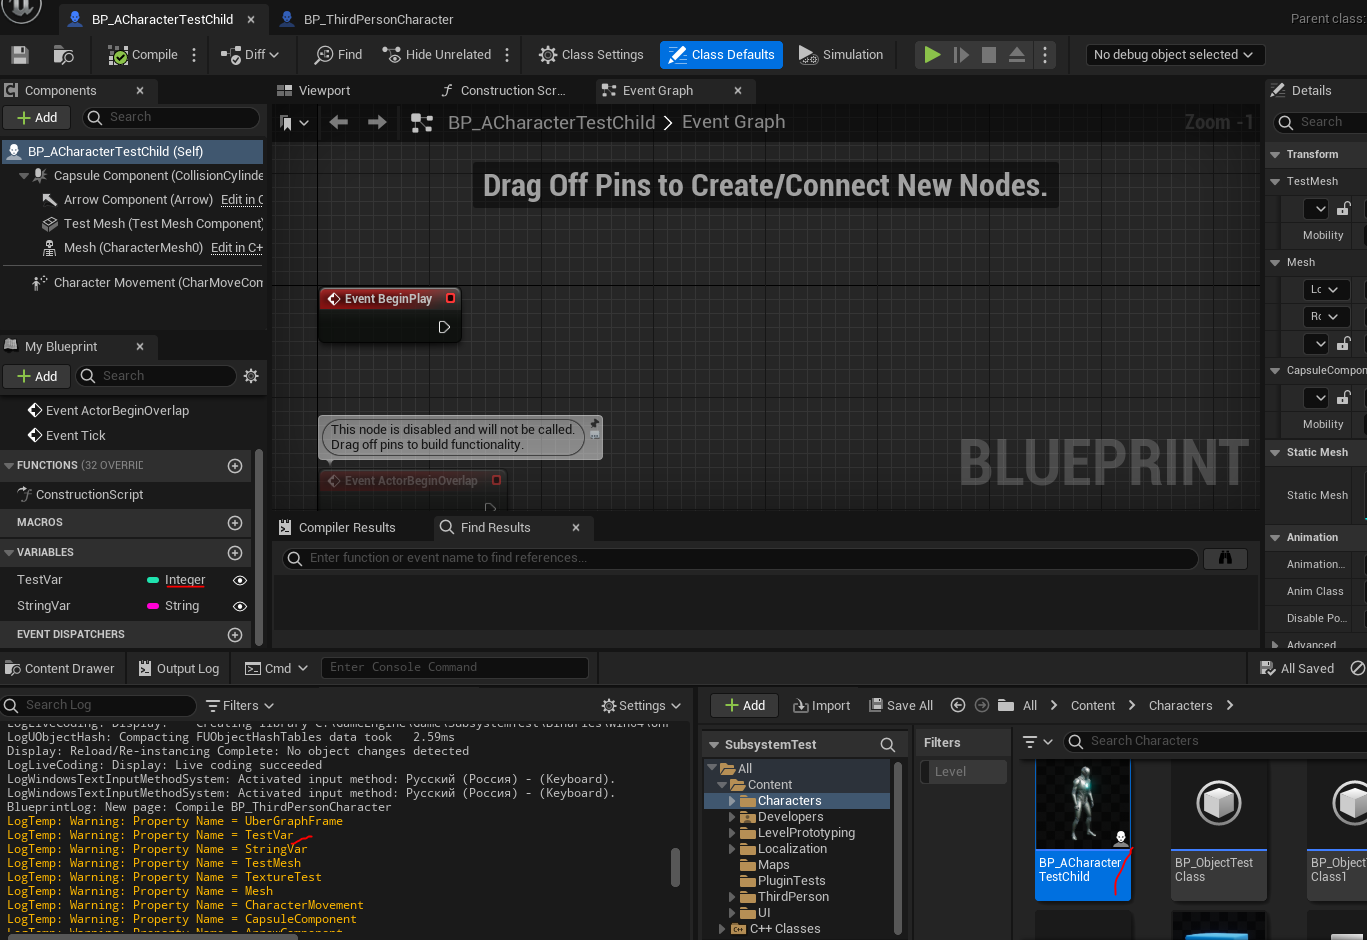 BP_ACharacterTestChild
BP_ThirdPersonCharacter
Parent class:
Compile
Diff
Find
Hide Unrelated
Class Settings
Class Defaults
Simulation
No debug object selected
Components
Add
Search
BP_ACharacterTestChild (Self)
Capsule Component (CollisionCylinde
Arrow Component (Arrow) Edit in C
Test Mesh (Test Mesh Component)
Mesh (CharacterMesh0) Edit in C+
Character Movement (CharMoveCom
My Blueprint
Add
Search
Event ActorBeginOverlap
Event Tick
FUNCTIONS (32 OVERRID
ConstructionScript
MACROS
VARIABLES
TestVar Integer
StringVar String
EVENT DISPATCHERS
Viewport
Construction Scr...
Event Graph
BP_ACharacterTestChild > Event Graph
Zoom -1
Drag Off Pins to Create/Connect New Nodes.
Event BeginPlay
This node is disabled and will not be called.
Drag off pins to build functionality.
Event ActorBeginOverlap
BLUEPRINT
Compiler Results
Find Results
Enter function or event name to find references...
Details
Search
Transform
TestMesh
Mobility
Mesh
Lc
Rc
CapsuleCompon
Mobility
Static Mesh
Static Mesh
Animation
Animation...
Anim Class
Disable Po...
Advanced
Content Drawer
Output Log
Cmd
Enter Console Command
All Saved
Search Log
Filters
Settings
LogUObjectHash: Compacting FUObjectHashTables data took 2.59ms
Display: Reload/Re-instancing Complete: No object changes detected
LogLiveCoding: Display: Live coding succeeded
LogWindowsTextInputMethodSystem: Activated input method: Русский (Россия) - (Keyboard).
LogWindowsTextInputMethodSystem: Activated input method: Русский (Россия) - (Keyboard).
BlueprintLog: New page: Compile BP_ThirdPersonCharacter
LogTemp: Warning: Property Name = UberGraphFrame
LogTemp: Warning: Property Name = TestVar
LogTemp: Warning: Property Name = StringVar
LogTemp: Warning: Property Name = TestMesh
LogTemp: Warning: Property Name = TextureTest
LogTemp: Warning: Property Name = Mesh
LogTemp: Warning: Property Name = CharacterMovement
LogTemp: Warning: Property Name = CapsuleComponent
LogTemp: Warning: Property Name = ArrowComponent
Add
Import
Save All
All > Content > Characters >
SubsystemTest
All
Content
Characters
Developers
LevelPrototyping
Localization
Maps
PluginTests
ThirdPerson
UI
C++ Classes
Filters
Level
Search Characters
BP_ACharacter
TestChild
BP_ObjectTest
Class
BP_ObjectT
Class1